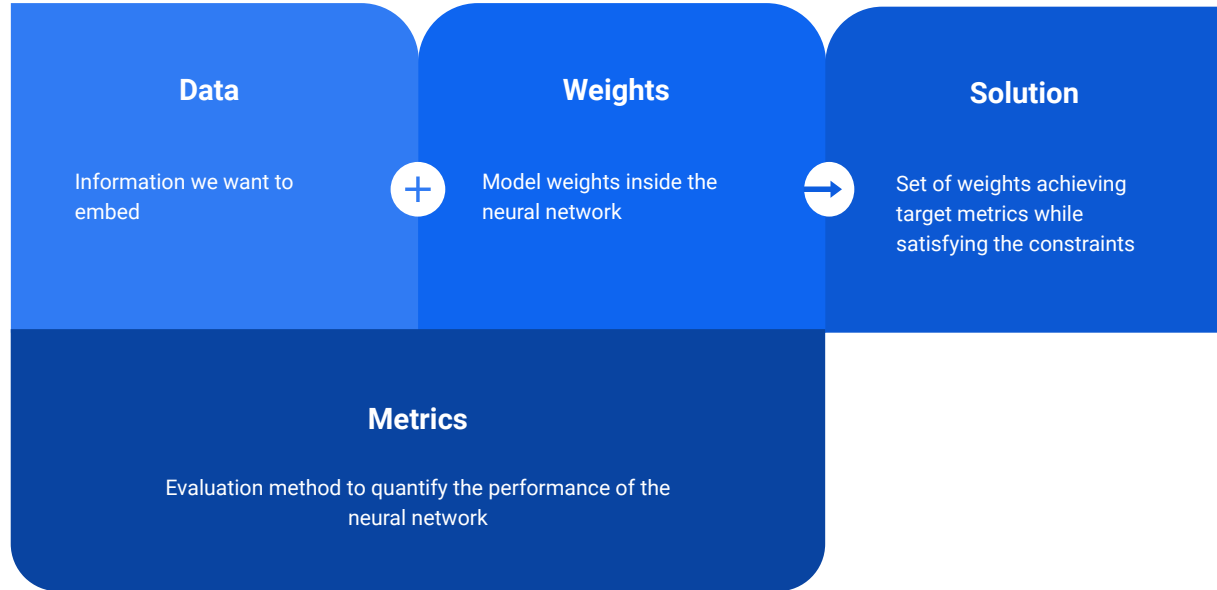 Data
Information we want to
embed
+
Weights
Model weights inside the
neural network
Solution
Set of weights achieving
target metrics while
satisfying the constraints
Metrics
Evaluation method to quantify the performance of the
neural network